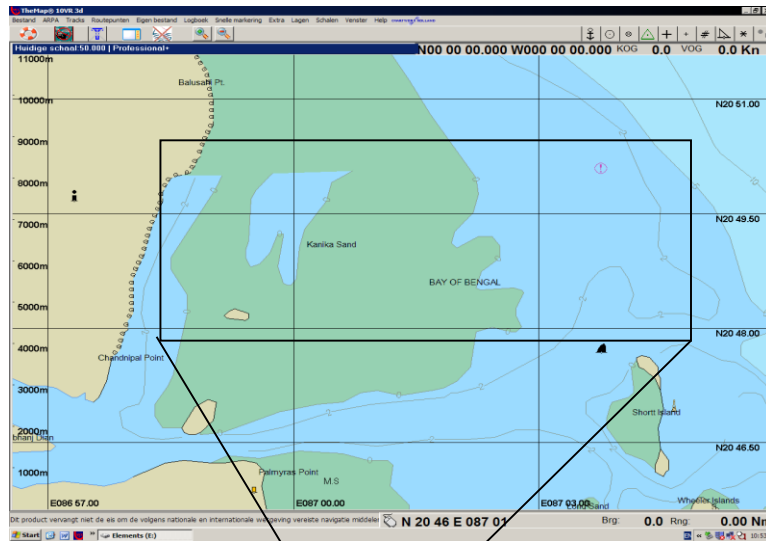 TheMap® 10VR 3d
Bestand ARPA Tracks Routepunten Eigen bestand Logboek Snelle markering Extra Lagen Schalen Venster Help
Huidige schaal:50.000 | Professional+ N00 00 00.000 W000 00 00.000 KOG 0.0 VOG 0.0 Kn
11000m
Balusahi Pt.
10000m
N20 51.00
9000m
8000m
7000m
N20 49.50
Kanika Sand
6000m
BAY OF BENGAL
5000m
N20 48.00
4000m
Chandnipal Point
3000m
Shortt Island
2000m
bhanj Dian
N20 46.50
1000m
Palmyras Point
M.S
Wheeler Islands
E086 57.00 E087 00.00 E087 03.00
Sand
Dit product vervangt niet de eis om de volgens nationale en internationale wetgeving vereiste navigatie middelen N 20 46 E 087 01 Brg: 0.0 Rng: 0.00 Nm
Start Elements (E:) 10:53